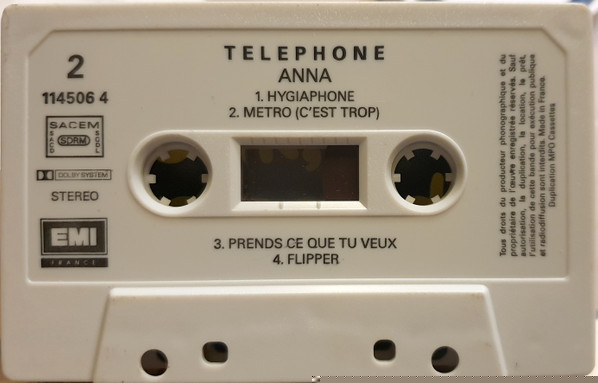 TELEPHONE
ANNA
1. HYGIAPHONE
2. METRO (C'EST TROP)
2
114506 4
SACEM
SACD
SDRM
SGDL
DOLBY SYSTEM
STEREO
EMI
FRANCE
3. PRENDS CE QUE TU VEUX
4. FLIPPER
Tous droits du producteur phonographique et du
propriétaire de l'œuvre enregistrée réservés. Sauf
autorisation, la duplication, la location, le prêt,
l'utilisation de cette bande pour exécution publique
et radiodiffusion sont interdits. Made in France.
Duplication MPO Cassettes